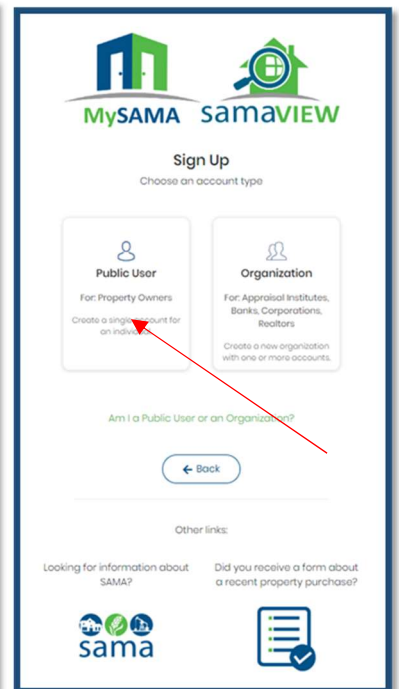 MySAMA
samaVIEW
Sign Up
Choose an account type
Public User
For: Property Owners
Create a single account for
an individual.
Organization
For: Appraisal Institutes,
Banks, Corporations,
Realtors
Create a new organization
with one or more accounts.
Am I a Public User or an Organization?
← Back
Other links:
Looking for information about
SAMA?
sama
Did you receive a form about
a recent property purchase?